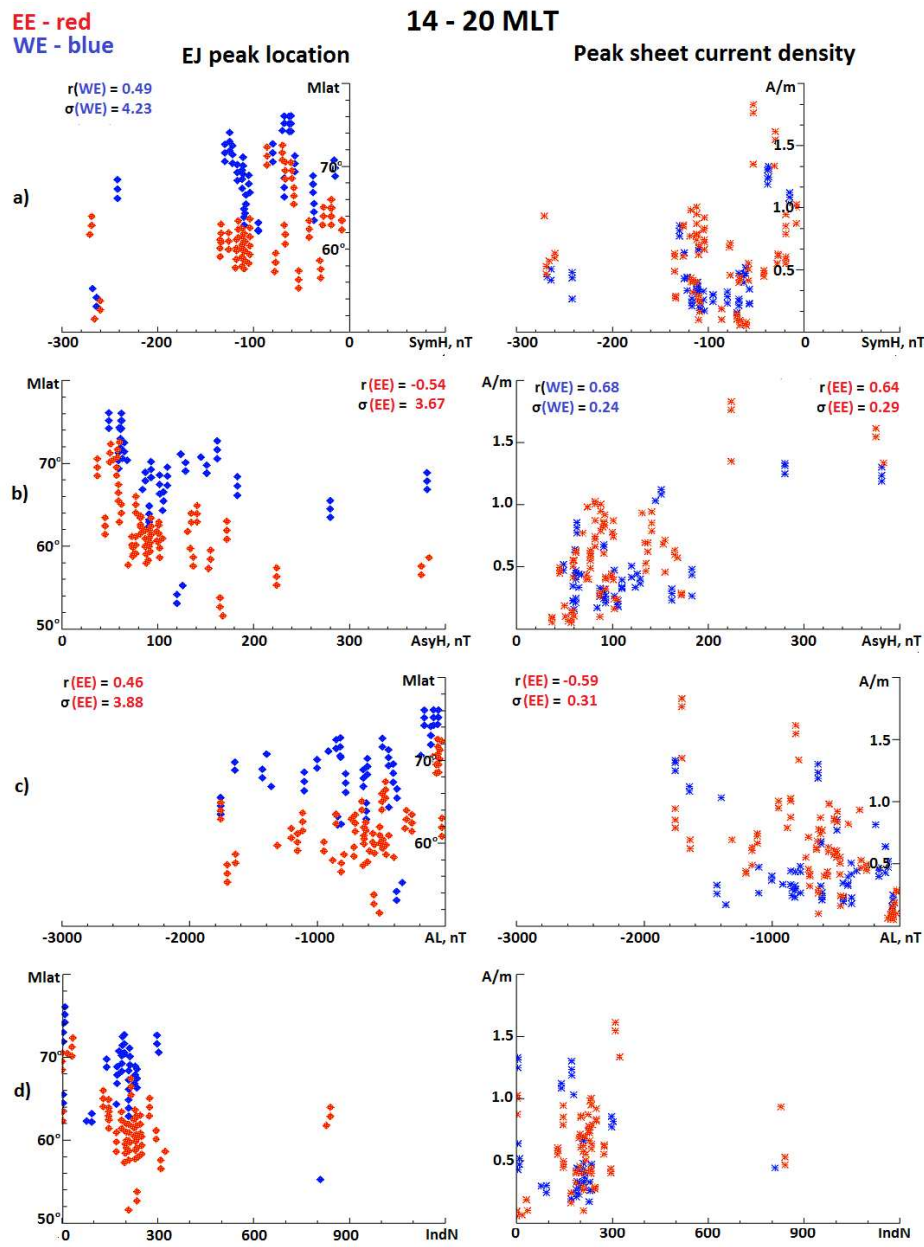 EE - red
WE - blue
14 - 20 MLT
EJ peak location
Peak sheet current density
r(WE) = 0.49
σ(WE) = 4.23
Mlat
70°
60°
a)
-300 -200 -100 0
SymH, nT
A/m
1.5
1.0
0.5
-300 -200 -100 0
SymH, nT
b)
Mlat
r(EE) = -0.54
σ(EE) = 3.67
70°
60°
50°
0 100 200 300 AsyH, nT
A/m
r(WE) = 0.68
σ(WE) = 0.24
r(EE) = 0.64
σ(EE) = 0.29
1.5
1.0
0.5
0 100 200 300 AsyH, nT
c)
r(EE) = 0.46
σ(EE) = 3.88
Mlat
70°
60°
-3000 -2000 -1000 AL, nT
r(EE) = -0.59
σ(EE) = 0.31
A/m
1.5
1.0
0.5
-3000 -2000 -1000 AL, nT
d)
Mlat
70°
60°
50°
0 300 600 900 IndN
A/m
1.5
1.0
0.5
0 300 600 900 IndN